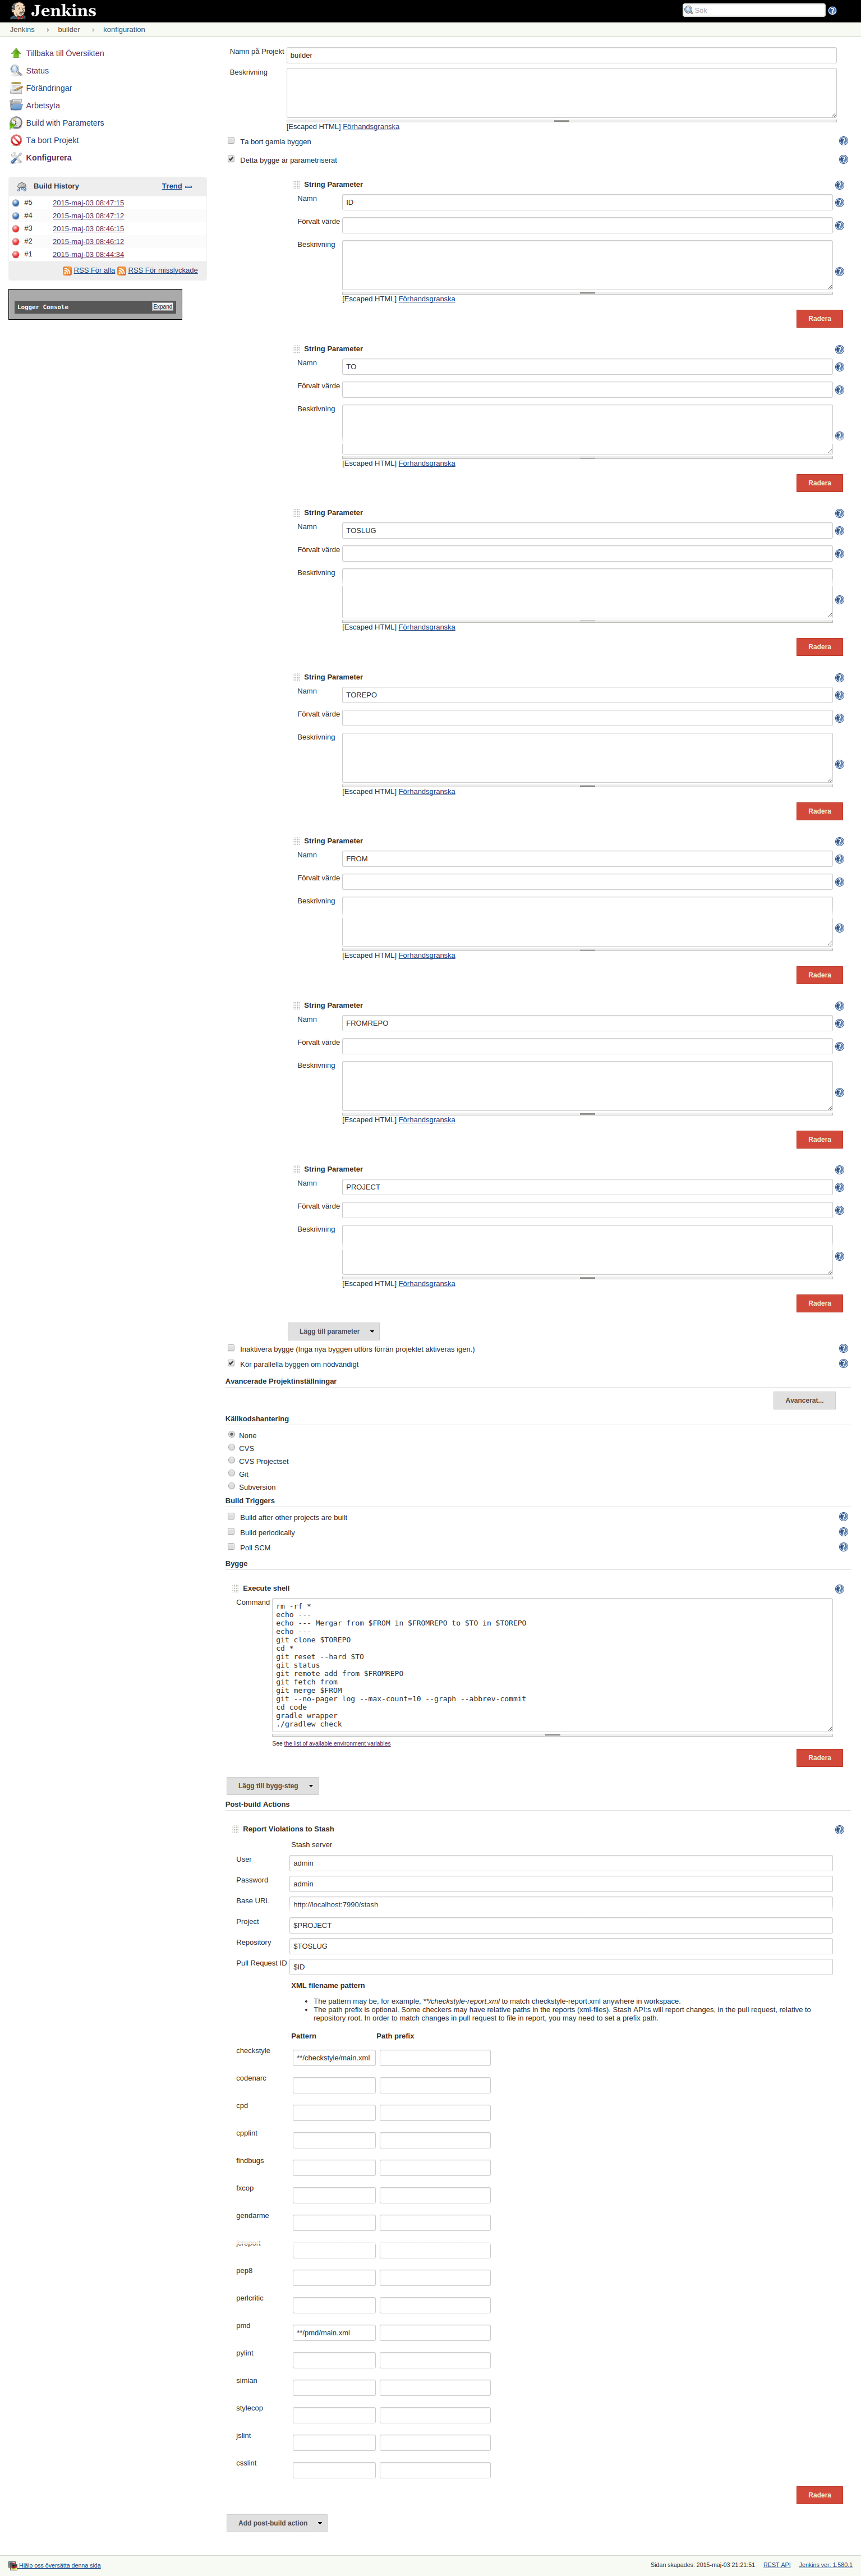 Jenkins
Sök
Jenkins › builder › konfiguration
Tillbaka till Översikten
Status
Förändringar
Arbetsyta
Build with Parameters
Ta bort Projekt
Konfigurera
Build History Trend
#5 2015-maj-03 08:47:15
#4 2015-maj-03 08:47:12
#3 2015-maj-03 08:46:15
#2 2015-maj-03 08:46:12
#1 2015-maj-03 08:44:34
RSS För alla RSS För misslyckade
Logger Console Expand
Namn på Projekt builder
Beskrivning
[Escaped HTML] Förhandsgranska
Ta bort gamla byggen
Detta bygge är parametriserat
String Parameter
Namn ID
Förvalt värde
Beskrivning
[Escaped HTML] Förhandsgranska
Radera
String Parameter
Namn TO
Förvalt värde
Beskrivning
[Escaped HTML] Förhandsgranska
Radera
String Parameter
Namn TOSLUG
Förvalt värde
Beskrivning
[Escaped HTML] Förhandsgranska
Radera
String Parameter
Namn TOREPO
Förvalt värde
Beskrivning
[Escaped HTML] Förhandsgranska
Radera
String Parameter
Namn FROM
Förvalt värde
Beskrivning
[Escaped HTML] Förhandsgranska
Radera
String Parameter
Namn FROMREPO
Förvalt värde
Beskrivning
[Escaped HTML] Förhandsgranska
Radera
String Parameter
Namn PROJECT
Förvalt värde
Beskrivning
[Escaped HTML] Förhandsgranska
Radera
Lägg till parameter
Inaktivera bygge (Inga nya byggen utförs förrän projektet aktiveras igen.)
Kör parallella byggen om nödvändigt
Avancerade Projektinställningar
Avancerat...
Källkodshantering
None
CVS
CVS Projectset
Git
Subversion
Build Triggers
Build after other projects are built
Build periodically
Poll SCM
Bygge
Execute shell
Command rm -rf *
echo ---
echo --- Mergar from $FROM in $FROMREPO to $TO in $TOREPO
echo ---
git clone $TOREPO
cd *
git reset --hard $TO
git status
git remote add from $FROMREPO
git fetch from
git merge $FROM
git --no-pager log --max-count=10 --graph --abbrev-commit
cd code
gradle wrapper
./gradlew check
See the list of available environment variables
Radera
Lägg till bygg-steg
Post-build Actions
Report Violations to Stash
Stash server
User admin
Password admin
Base URL http://localhost:7990/stash
Project $PROJECT
Repository $TOSLUG
Pull Request ID $ID
XML filename pattern
• The pattern may be, for example, **/checkstyle-report.xml to match checkstyle-report.xml anywhere in workspace.
• The path prefix is optional. Some checkers may have relative paths in the reports (xml-files). Stash API:s will report changes, in the pull request, relative to
repository root. In order to match changes in pull request to file in report, you may need to set a prefix path.
Pattern Path prefix
checkstyle **/checkstyle/main.xml
codenarc
cpd
cpplint
findbugs
fxcop
gendarme
pep8
perlcritic
pmd **/pmd/main.xml
pylint
simian
stylecop
jslint
csslint
Radera
Add post-build action
Hjälp oss översätta denna sida
Sidan skapades: 2015-maj-03 21:21:51 REST API Jenkins ver. 1.580.1